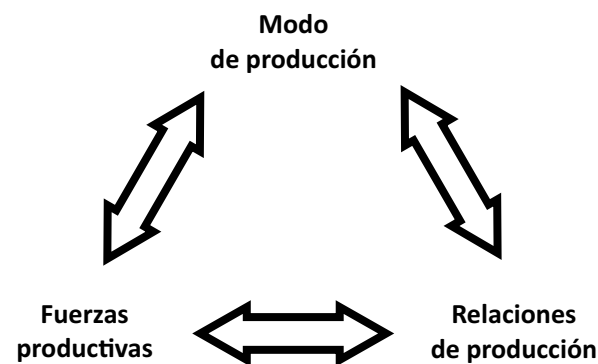 Modo
de producción
Fuerzas
productivas
Relaciones
de producción